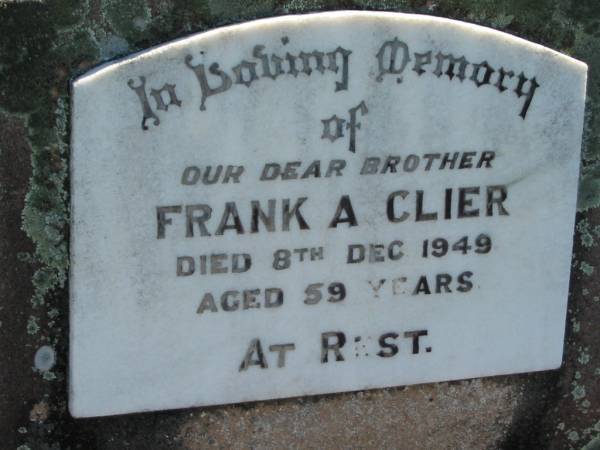 In Loving Memory
of
OUR DEAR BROTHER
FRANK A CLIER
DIED 8TH DEC 1949
AGED 59 YEARS
AT REST.